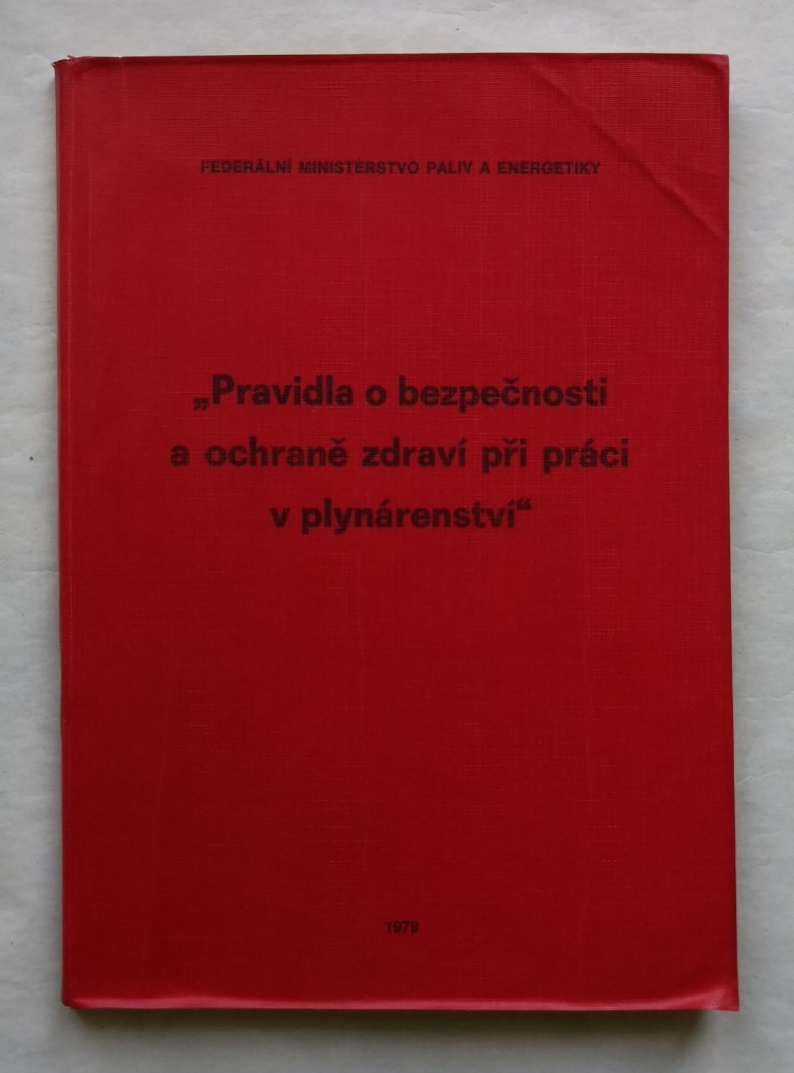 FEDERÁLNÍ MINISTERSTVO PALIV A ENERGETIKY
„Pravidla o bezpečnosti
a ochraně zdraví při práci
v plynárenství“
1979